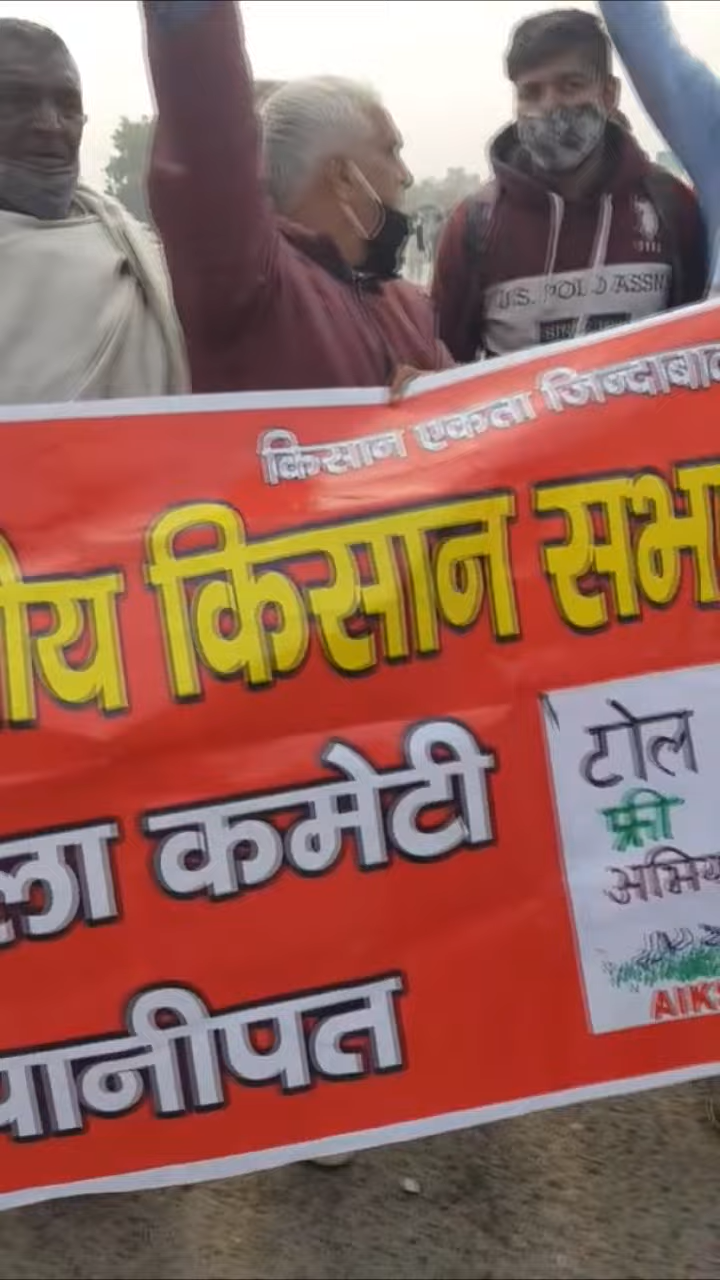 U.S. POLO ASSN
किसान एकता जिन्दाबाद
किसान सभा
कमेटी
पानीपत
टोल
फ्री
AIKS